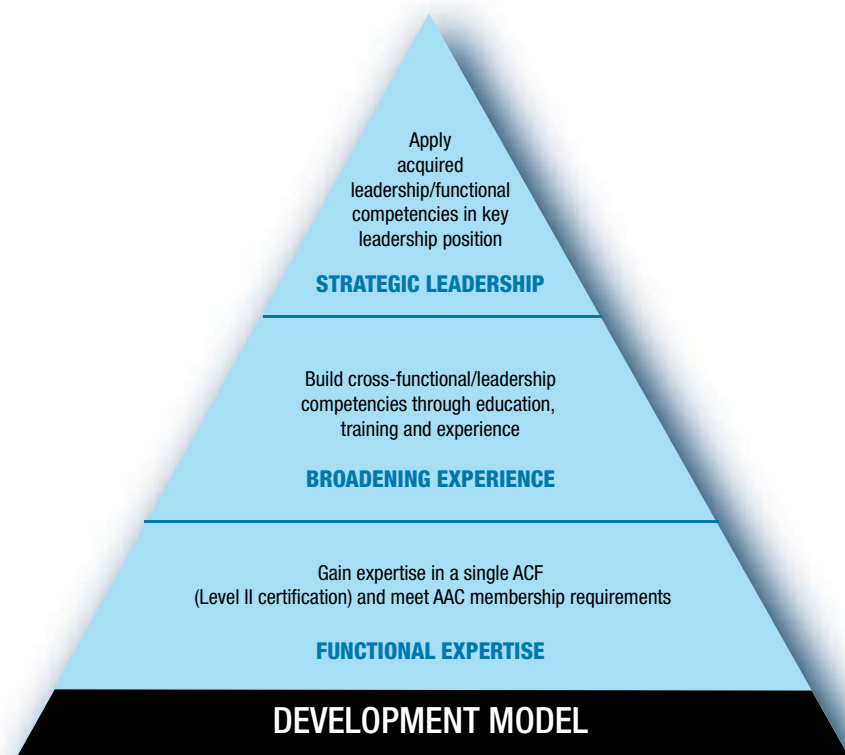 Apply
acquired
leadership/functional
competencies in key
leadership position
STRATEGIC LEADERSHIP
Build cross-functional/leadership
competencies through education,
training and experience
BROADENING EXPERIENCE
Gain expertise in a single ACF
(Level II certification) and meet AAC membership requirements
FUNCTIONAL EXPERTISE
DEVELOPMENT MODEL